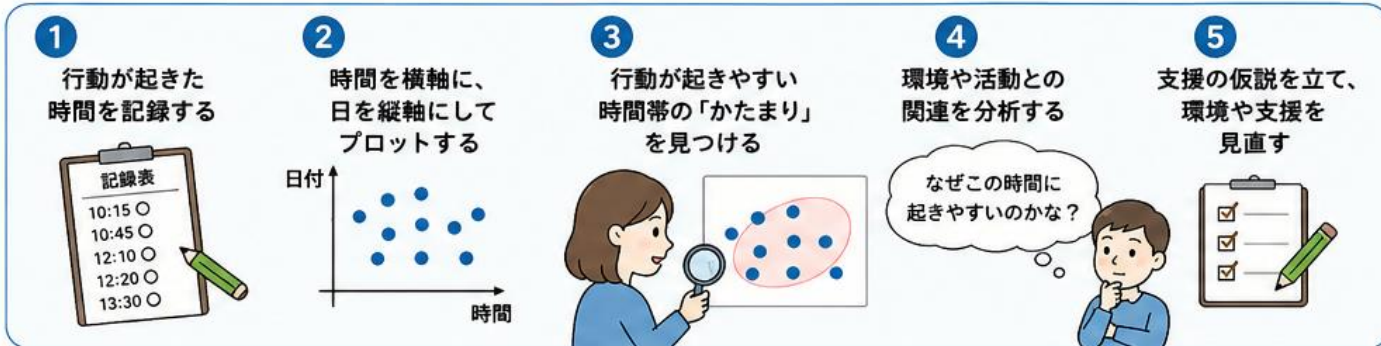 1
行動が起きた
時間を記録する
記録表
10:15 ○
10:45 ○
12:10 ○
12:20 ○
13:30 ○
2
時間を横軸に、
日を縦軸にして
プロットする
日付
時間
3
行動が起きやすい
時間帯の「かたまり」
を見つける
4
環境や活動との
関連を分析する
なぜこの時間に
起きやすいのかな？
5
支援の仮説を立て、
環境や支援を
見直す